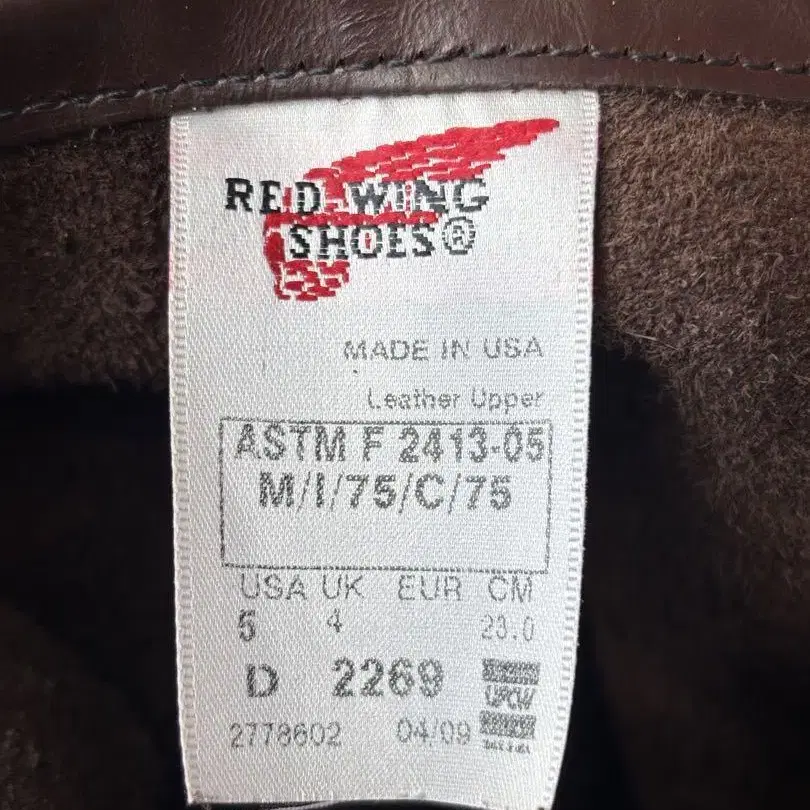 RED WING
SHOES®
MADE IN USA
Leather Upper
ASTM F 2413-05
M/I/75/C/75
USA UK EUR CM
5 4 23.0
D 2269
UFCW
2778602 04/09